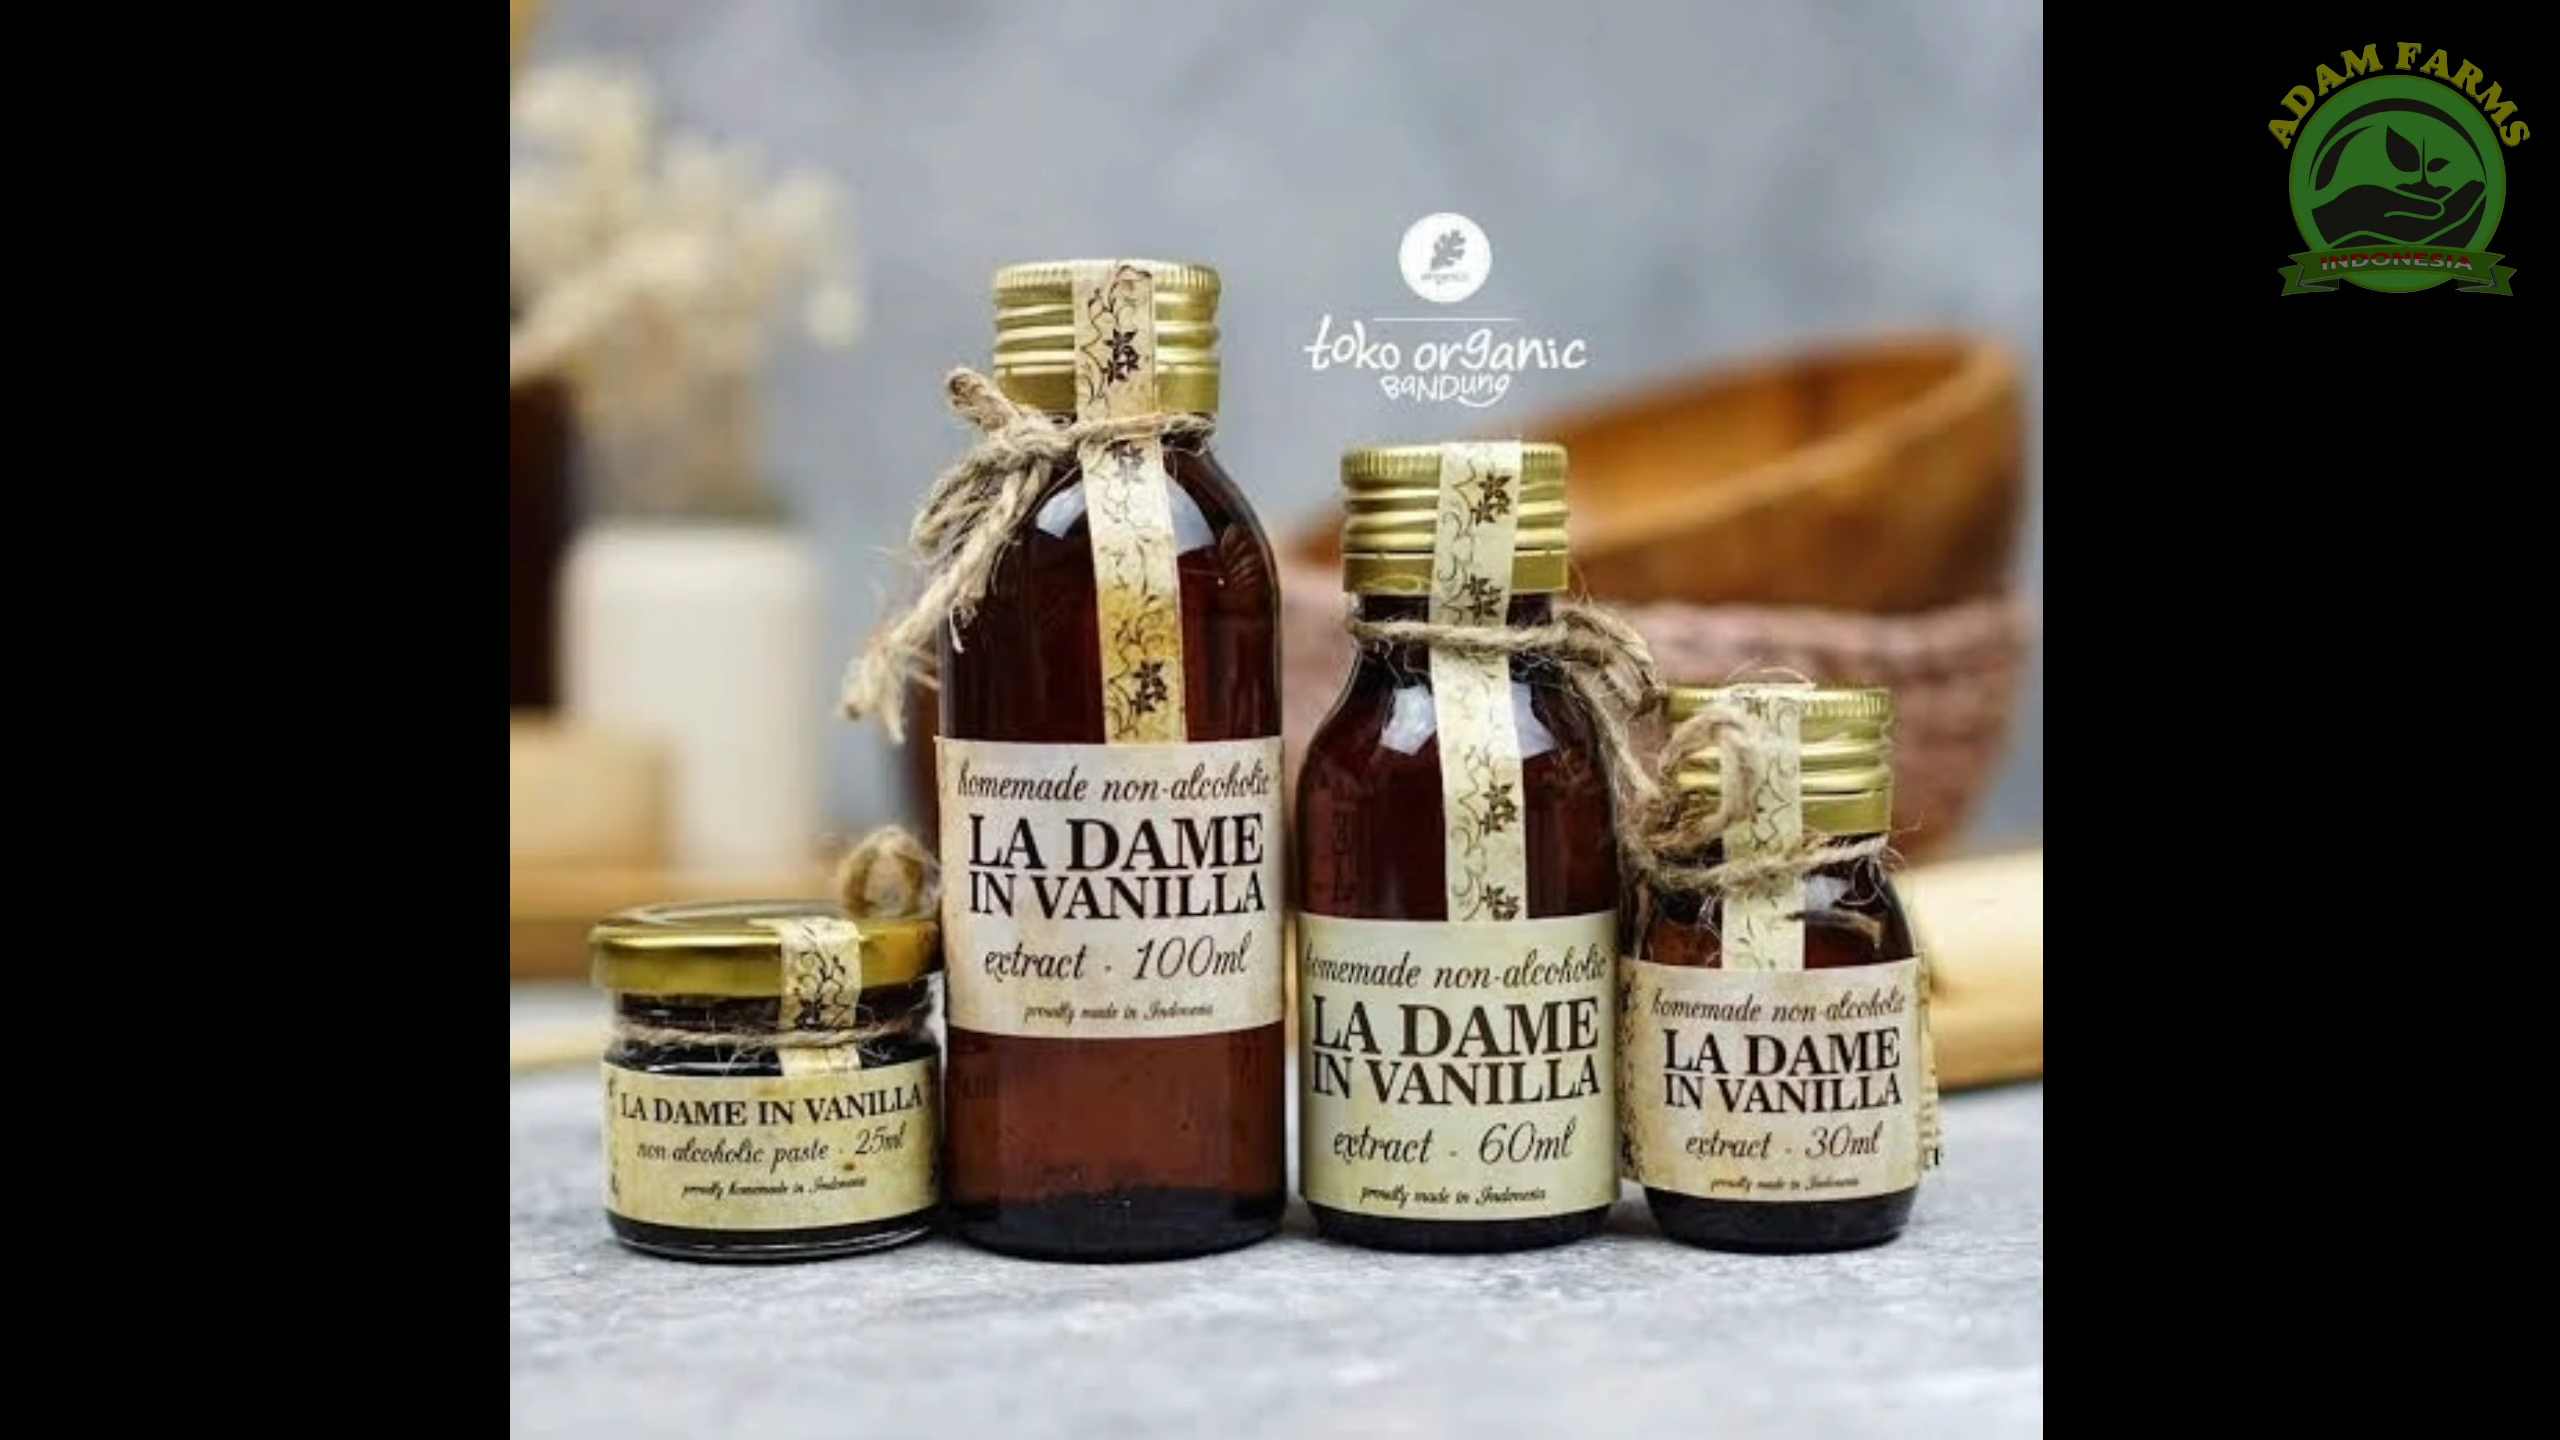 ADAM FARMS
INDONESIA
organic
toko organic
BANDung
homemade non-alcoholic
LA DAME
IN VANILLA
extract - 100ml
proudly made in Indonesia
homemade non-alcoholic
LA DAME
IN VANILLA
extract - 60ml
proudly made in Indonesia
homemade non-alcoholic
LA DAME
IN VANILLA
extract - 30ml
proudly made in Indonesia
LA DAME IN VANILLA
non-alcoholic paste - 25ml
proudly homemade in Indonesia